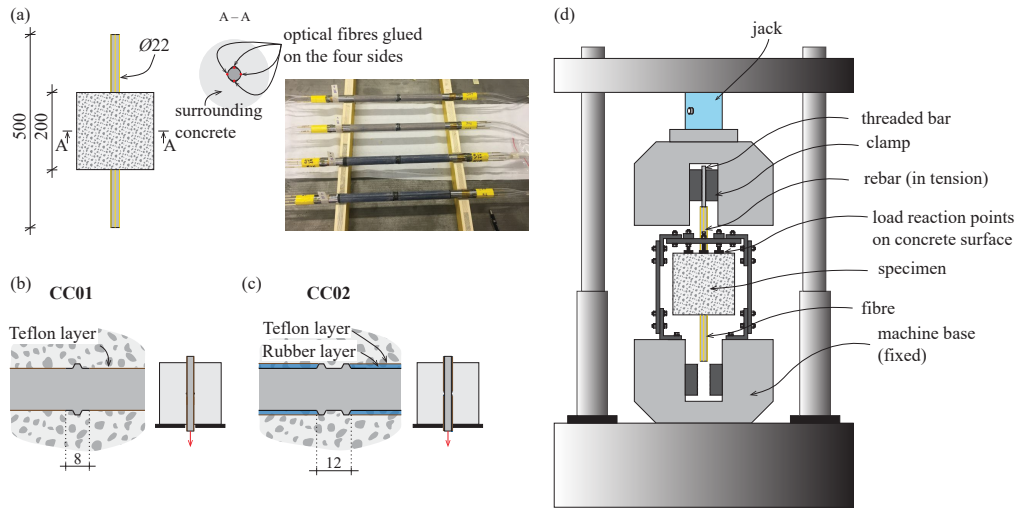 (a)
A – A
Ø22
optical fibres glued
on the four sides
surrounding
concrete
500
200
A
A
(b)
CC01
Teflon layer
8
(c)
CC02
Teflon layer
Rubber layer
12
(d)
jack
threaded bar
clamp
rebar (in tension)
load reaction points
on concrete surface
specimen
fibre
machine base
(fixed)